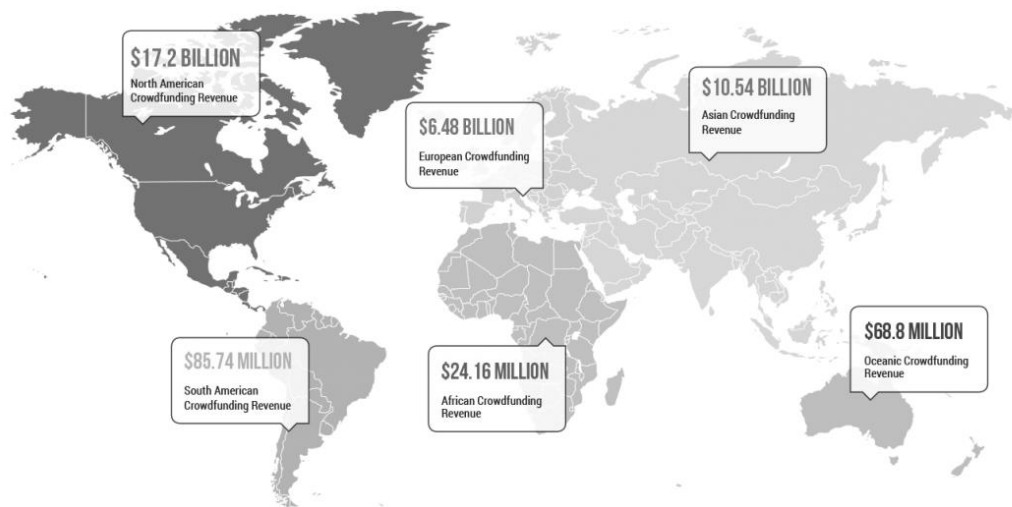 $17.2 BILLION
North American
Crowdfunding Revenue
$10.54 BILLION
Asian Crowdfunding
Revenue
$6.48 BILLION
European Crowdfunding
Revenue
$85.74 MILLION
South American
Crowdfunding Revenue
$24.16 MILLION
African Crowdfunding
Revenue
$68.8 MILLION
Oceanic Crowdfunding
Revenue